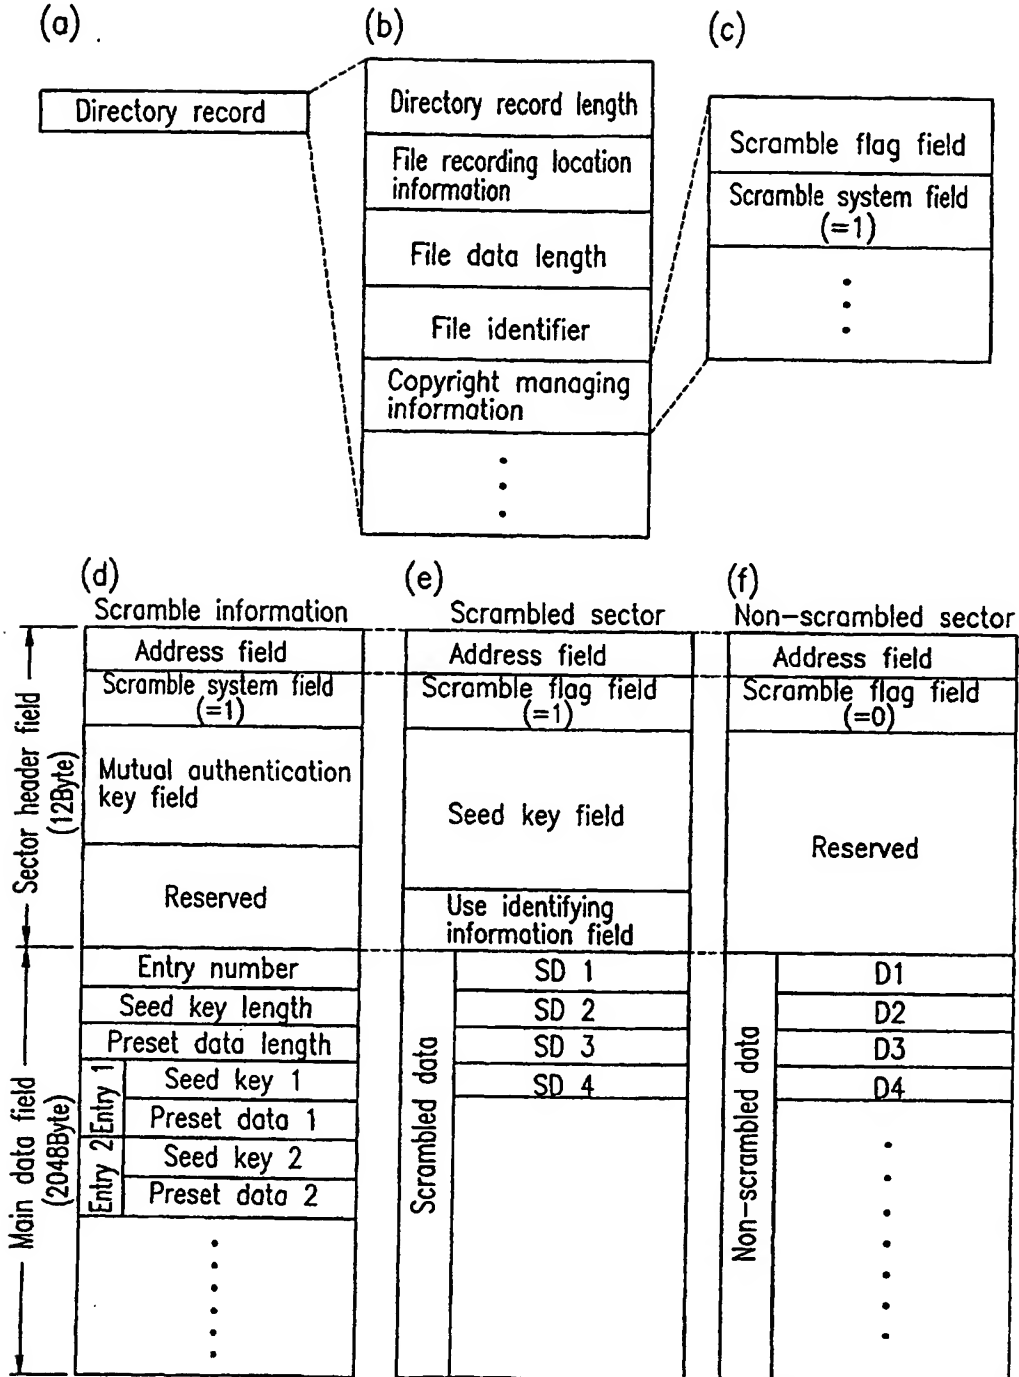 (a)
(b)
(c)
Directory record
Directory record length
File recording location
information
File data length
File identifier
Copyright managing
information
Scramble flag field
Scramble system field
(=1)
(d)
Scramble information
(e)
Scrambled sector
(f)
Non-scrambled sector
Sector header field
(12Byte)
Address field
Scramble system field
(=1)
Mutual authentication
key field
Reserved
Address field
Scramble flag field
(=1)
Seed key field
Use identifying
information field
Address field
Scramble flag field
(=0)
Reserved
Main data field
(2048Byte)
Entry number
Seed key length
Preset data length
Entry 1
Seed key 1
Preset data 1
Entry 2
Seed key 2
Preset data 2
Scrambled data
SD 1
SD 2
SD 3
SD 4
Non-scrambled data
D1
D2
D3
D4